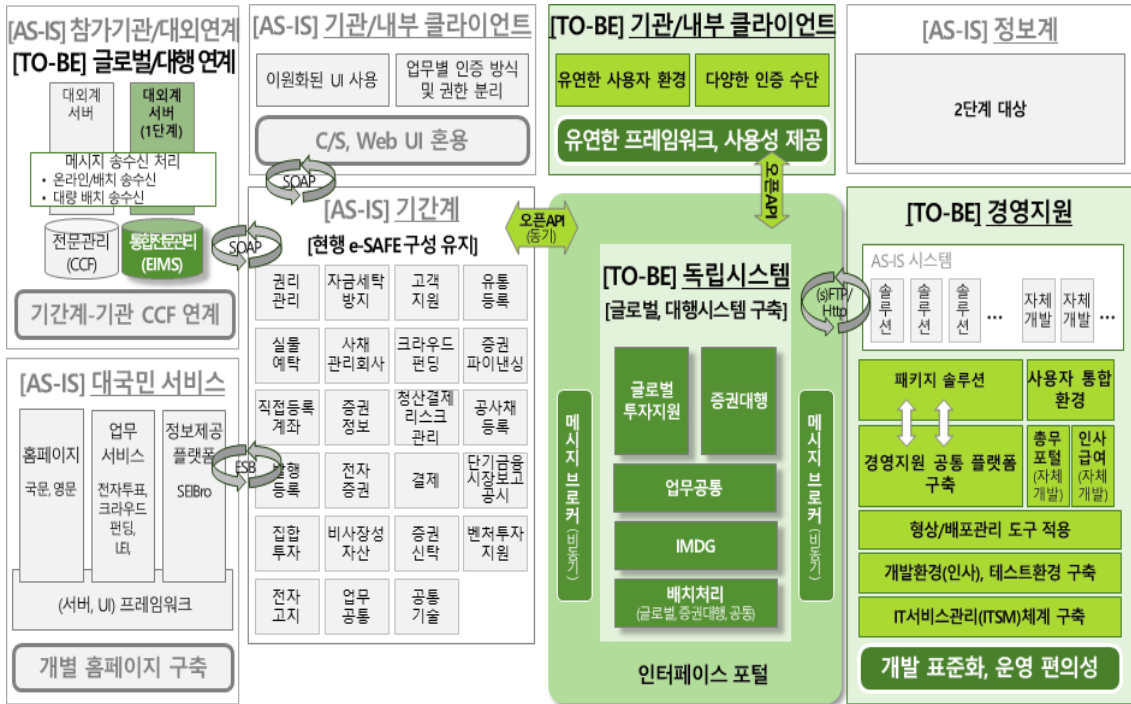 [AS-IS] 참가기관/대외연계
[TO-BE] 글로벌/대행 연계
대외계
서버
대외계
서버
(1단계)
메시지 송수신 처리
• 온라인/배치 송수신
• 대량 배치 송수신
전문관리
(CCF)
통합전문관리
(EIMS)
기간계-기관 CCF 연계
SOAP
[AS-IS] 대국민 서비스
홈페이지
국문, 영문
업무
서비스
전자투표,
크라우드
펀딩,
LEI,
정보제공
플랫폼
SEIBro
(서버, UI) 프레임워크
개별 홈페이지 구축
ESB
[AS-IS] 기관/내부 클라이언트
이원화된 UI 사용
업무별 인증 방식
및 권한 분리
C/S, Web UI 혼용
SOAP
[AS-IS] 기간계
[현행 e-SAFE 구성 유지]
권리
관리
자금세탁
방지
고객
지원
유통
등록
실물
예탁
사채
관리회사
크라우드
펀딩
증권
파이낸싱
직접등록
계좌
증권
정보
청산결제
리스크
관리
공사채
등록
발행
등록
전자
증권
결제
단기금융
시장보고
공시
집합
투자
비사장성
자산
증권
신탁
벤처투자
지원
전자
고지
업무
공통
공통
기술
[TO-BE] 기관/내부 클라이언트
유연한 사용자 환경
다양한 인증 수단
유연한 프레임워크, 사용성 제공
오픈API
오픈API
(동기)
[TO-BE] 독립시스템
[글로벌, 대행시스템 구축]
메시지 브로커 (비동기)
글로벌
투자지원
증권대행
업무공통
IMDG
배치처리
(글로벌, 증권대행, 공통)
메시지 브로커 (비동기)
인터페이스 포털
(s)FTP/
Http
[AS-IS] 정보계
2단계 대상
[TO-BE] 경영지원
AS-IS 시스템
솔
루
션
솔
루
션
솔
루
션
...
자체
개발
자체
개발
...
패키지 솔루션
사용자 통합
환경
경영지원 공통 플랫폼
구축
총무
포털
(자체
개발)
인사
급여
(자체
개발)
형상/배포관리 도구 적용
개발환경(인사), 테스트환경 구축
IT서비스관리(ITSM)체계 구축
개발 표준화, 운영 편의성